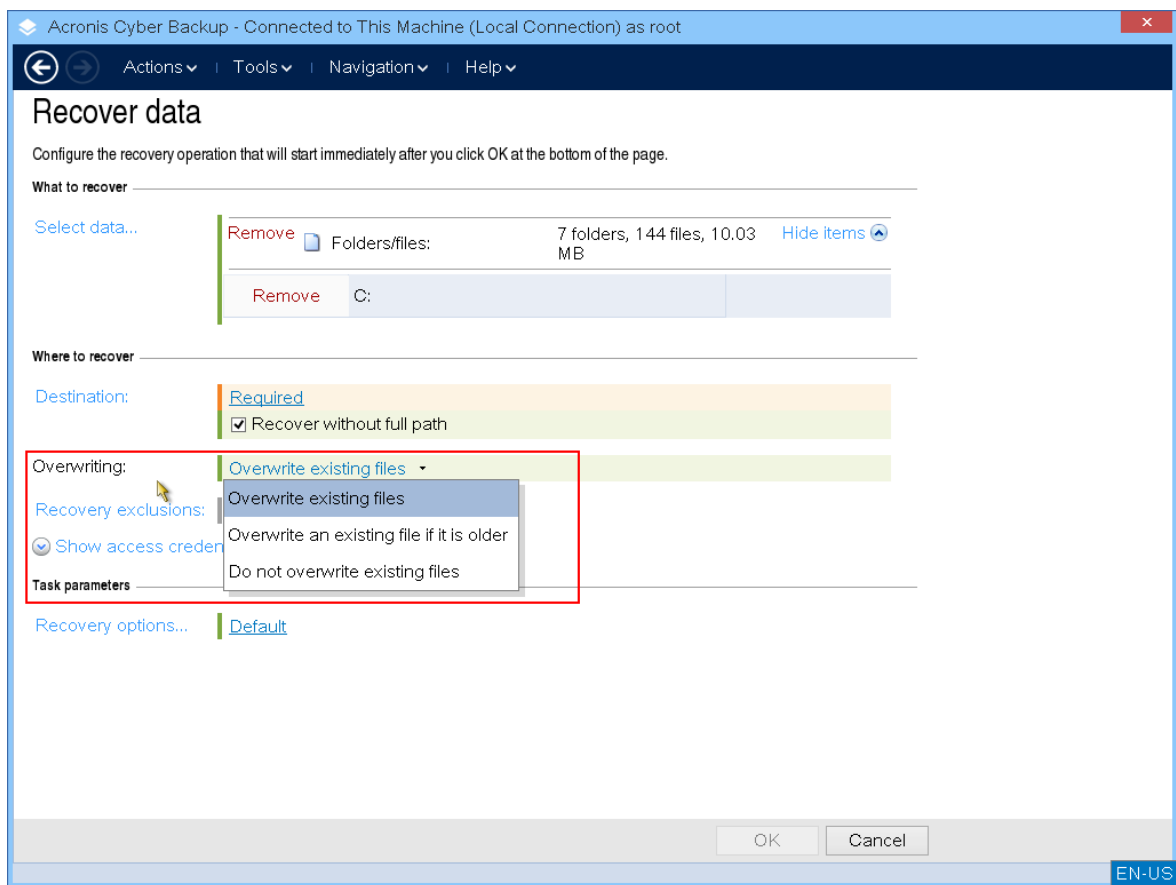 Acronis Cyber Backup - Connected to This Machine (Local Connection) as root
Actions Tools Navigation Help
Recover data
Configure the recovery operation that will start immediately after you click OK at the bottom of the page.
What to recover
Select data...
Remove Folders/files: 7 folders, 144 files, 10.03 MB Hide items
Remove C:
Where to recover
Destination: Required
Recover without full path
Overwriting: Overwrite existing files
Overwrite existing files
Recovery exclusions:
Overwrite an existing file if it is older
Show access creden
Do not overwrite existing files
Task parameters
Recovery options... Default
OK Cancel
EN-US